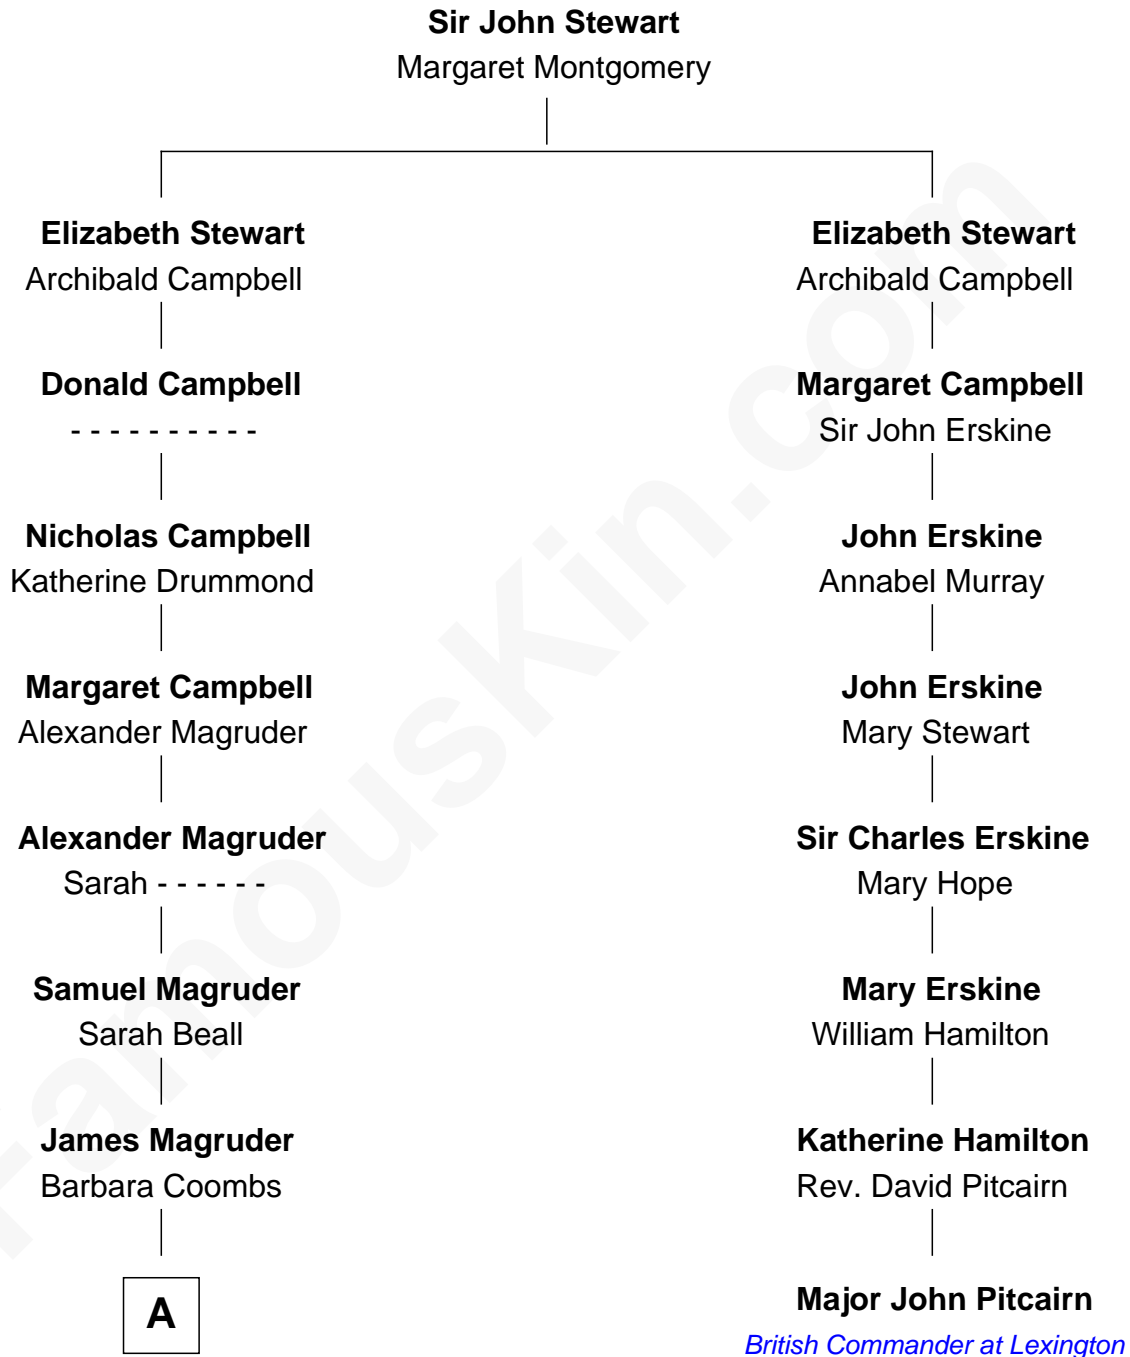 Sir John Stewart
Margaret Montgomery
Elizabeth Stewart
Archibald Campbell
Donald Campbell
- - - - - - - - - -
Nicholas Campbell
Katherine Drummond
Margaret Campbell
Alexander Magruder
Alexander Magruder
Sarah - - - - - -
Samuel Magruder
Sarah Beall
James Magruder
Barbara Coombs
A
Elizabeth Stewart
Archibald Campbell
Margaret Campbell
Sir John Erskine
John Erskine
Annabel Murray
John Erskine
Mary Stewart
Sir Charles Erskine
Mary Hope
Mary Erskine
William Hamilton
Katherine Hamilton
Rev. David Pitcairn
Major John Pitcairn
British Commander at Lexington
FamousKin.com